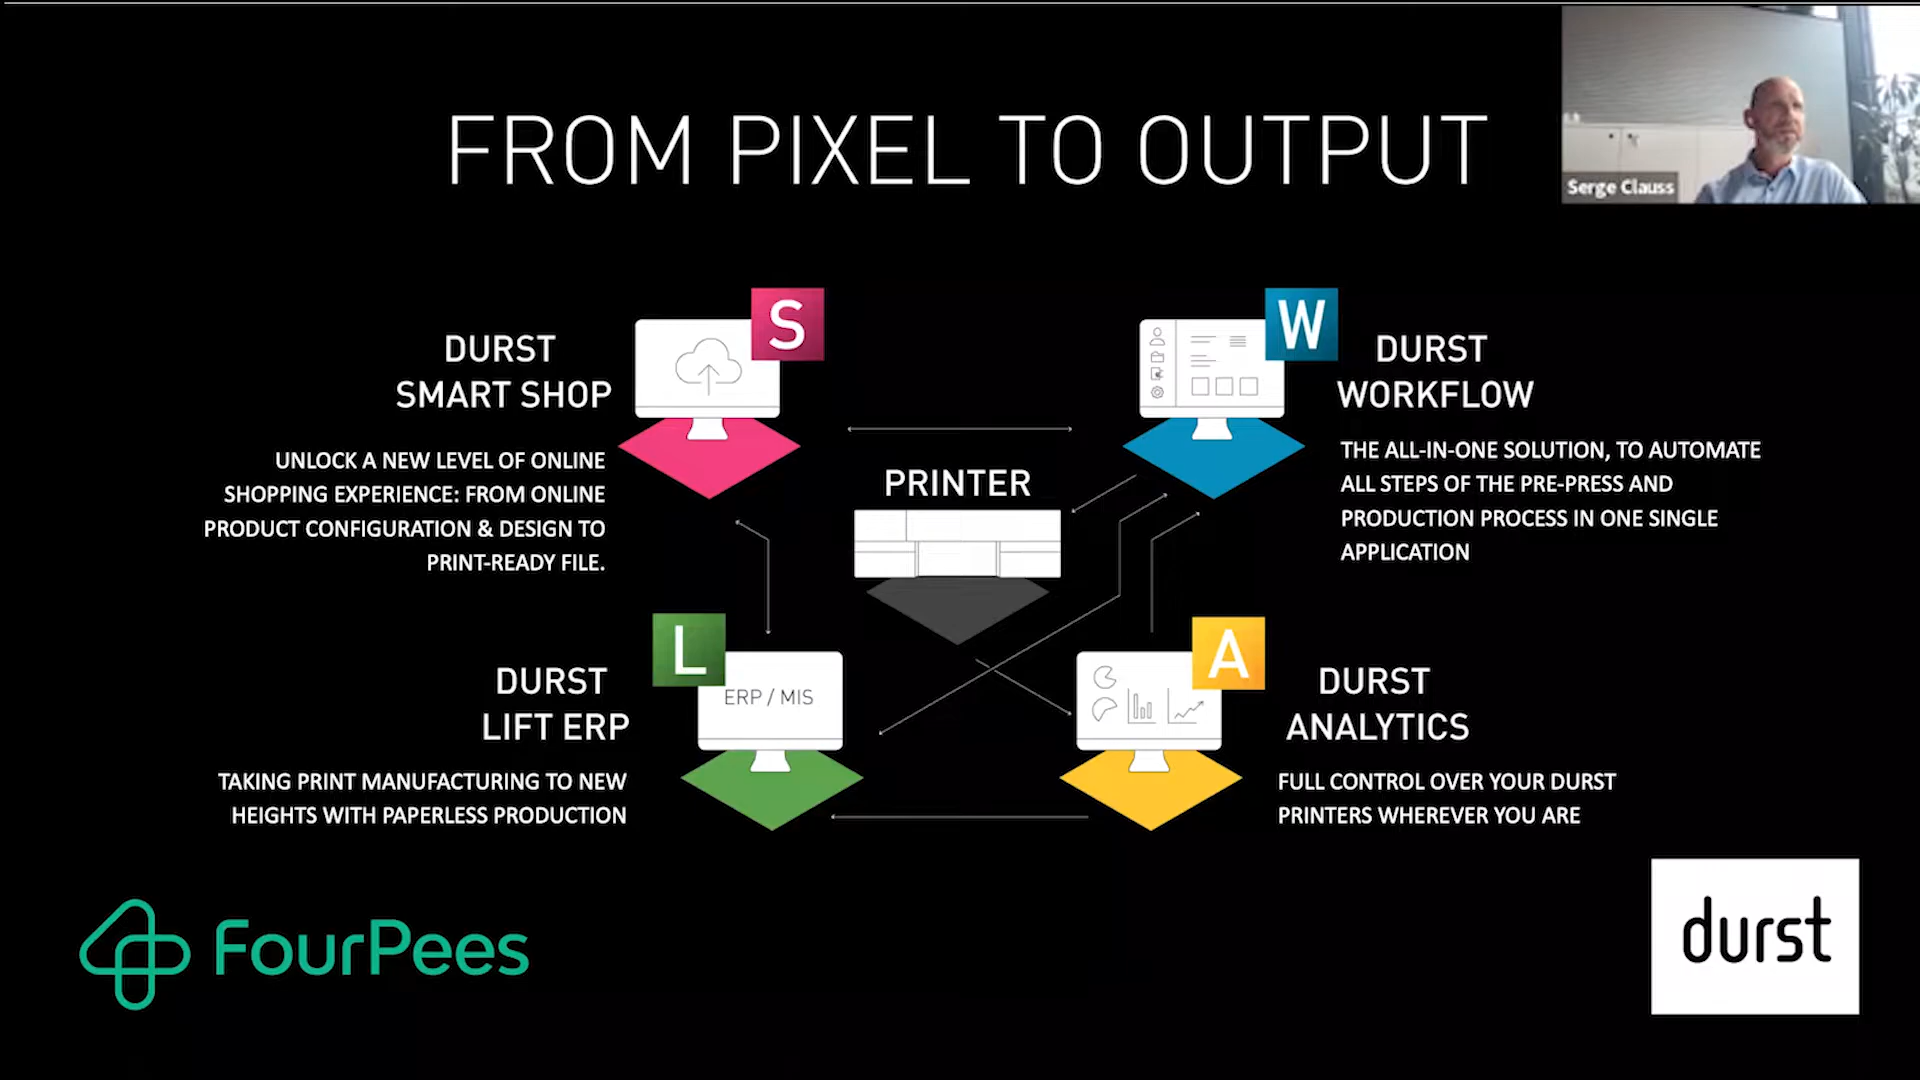 FROM PIXEL TO OUTPUT
Serge Clauss
S
DURST
SMART SHOP
UNLOCK A NEW LEVEL OF ONLINE
SHOPPING EXPERIENCE: FROM ONLINE
PRODUCT CONFIGURATION & DESIGN TO
PRINT-READY FILE.
W
DURST
WORKFLOW
THE ALL-IN-ONE SOLUTION, TO AUTOMATE
ALL STEPS OF THE PRE-PRESS AND
PRODUCTION PROCESS IN ONE SINGLE
APPLICATION
PRINTER
L
ERP / MIS
DURST
LIFT ERP
TAKING PRINT MANUFACTURING TO NEW
HEIGHTS WITH PAPERLESS PRODUCTION
A
DURST
ANALYTICS
FULL CONTROL OVER YOUR DURST
PRINTERS WHEREVER YOU ARE
FourPees
durst